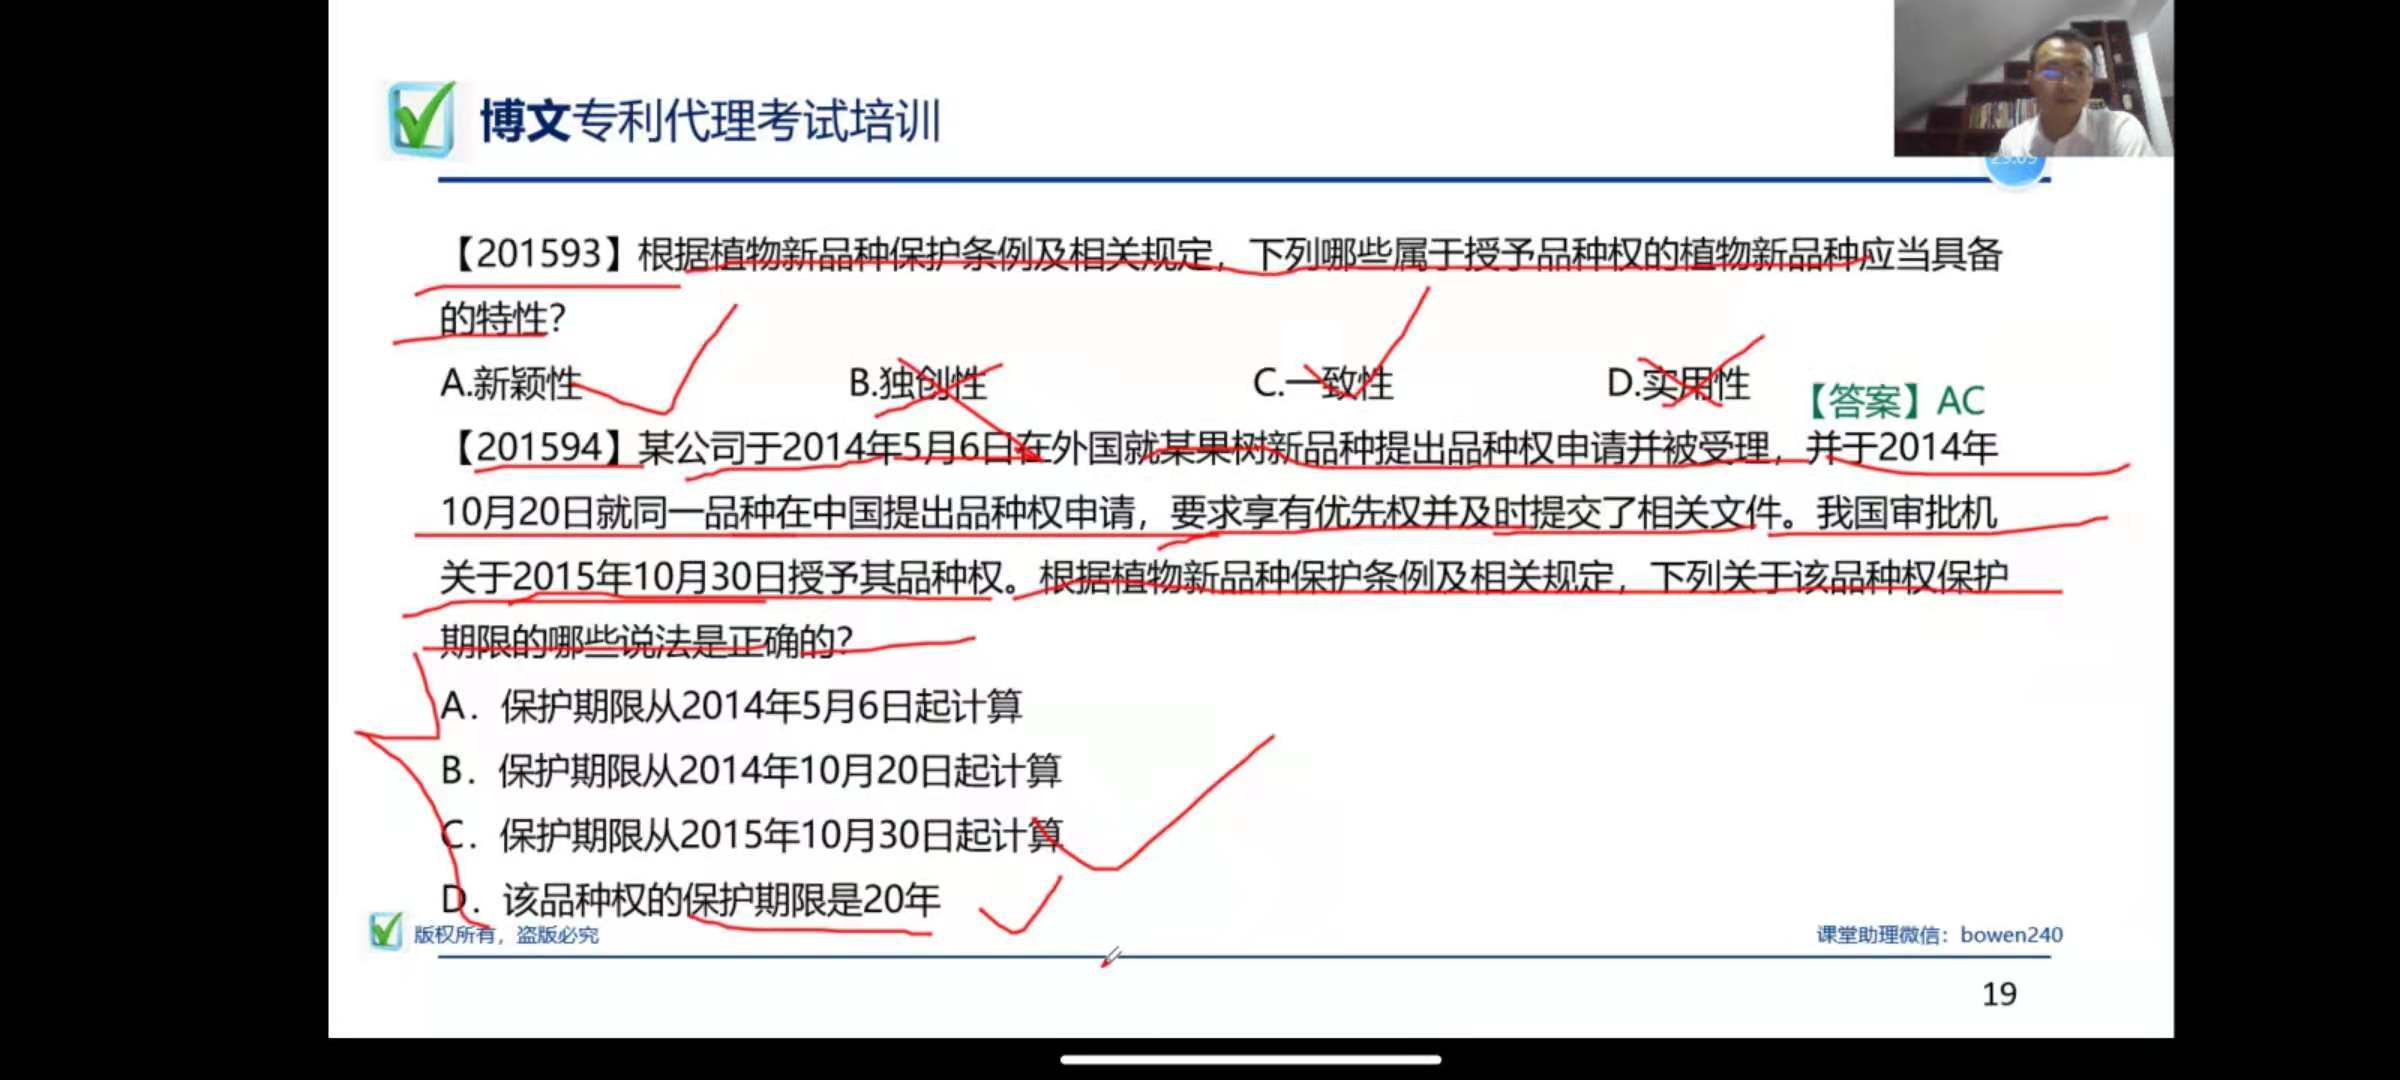 博文专利代理考试培训
【201593】根据植物新品种保护条例及相关规定，下列哪些属于授予品种权的植物新品种应当具备
的特性？
A.新颖性 B.独创性 C.一致性 D.实用性 【答案】AC
【201594】某公司于2014年5月6日在外国就某果树新品种提出品种权申请并被受理，并于2014年
10月20日就同一品种在中国提出品种权申请，要求享有优先权并及时提交了相关文件。我国审批机
关于2015年10月30日授予其品种权。根据植物新品种保护条例及相关规定，下列关于该品种权保护
期限的哪些说法是正确的？
A．保护期限从2014年5月6日起计算
B．保护期限从2014年10月20日起计算
C．保护期限从2015年10月30日起计算
D．该品种权的保护期限是20年
版权所有，盗版必究 课堂助理微信：bowen240
19